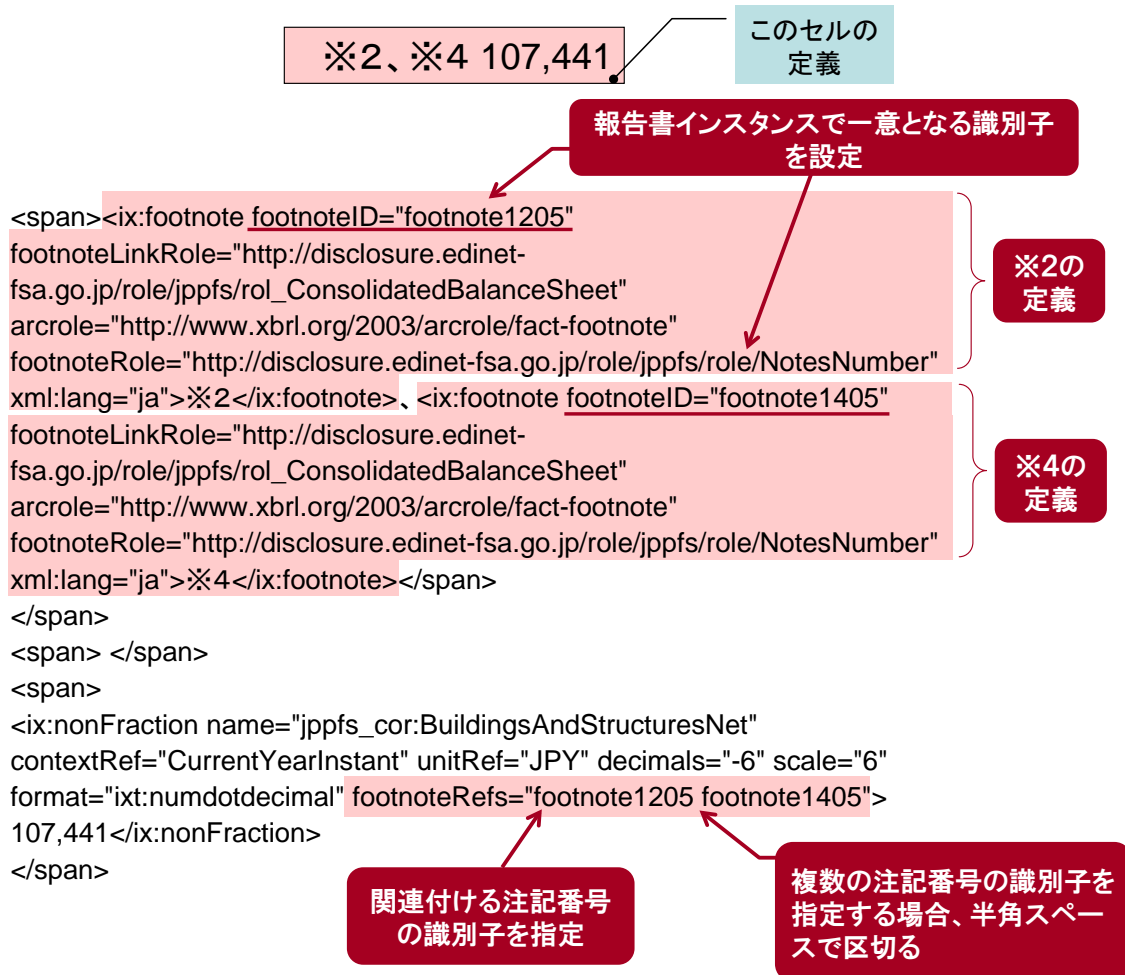 ※２、※４ 107,441
このセルの
定義
報告書インスタンスで一意となる識別子
を設定
<span><ix:footnote footnoteID="footnote1205"
footnoteLinkRole="http://disclosure.edinet-
fsa.go.jp/role/jppfs/rol_ConsolidatedBalanceSheet"
arcrole="http://www.xbrl.org/2003/arcrole/fact-footnote"
footnoteRole="http://disclosure.edinet-fsa.go.jp/role/jppfs/role/NotesNumber"
xml:lang="ja">※２</ix:footnote>、<ix:footnote footnoteID="footnote1405"
footnoteLinkRole="http://disclosure.edinet-
fsa.go.jp/role/jppfs/rol_ConsolidatedBalanceSheet"
arcrole="http://www.xbrl.org/2003/arcrole/fact-footnote"
footnoteRole="http://disclosure.edinet-fsa.go.jp/role/jppfs/role/NotesNumber"
xml:lang="ja">※４</ix:footnote></span>
</span>
<span> </span>
<span>
<ix:nonFraction name="jppfs_cor:BuildingsAndStructuresNet"
contextRef="CurrentYearInstant" unitRef="JPY" decimals="-6" scale="6"
format="ixt:numdotdecimal" footnoteRefs="footnote1205 footnote1405">
107,441</ix:nonFraction>
</span>
※2の
定義
※4の
定義
関連付ける注記番号
の識別子を指定
複数の注記番号の識別子を
指定する場合、半角スペー
スで区切る